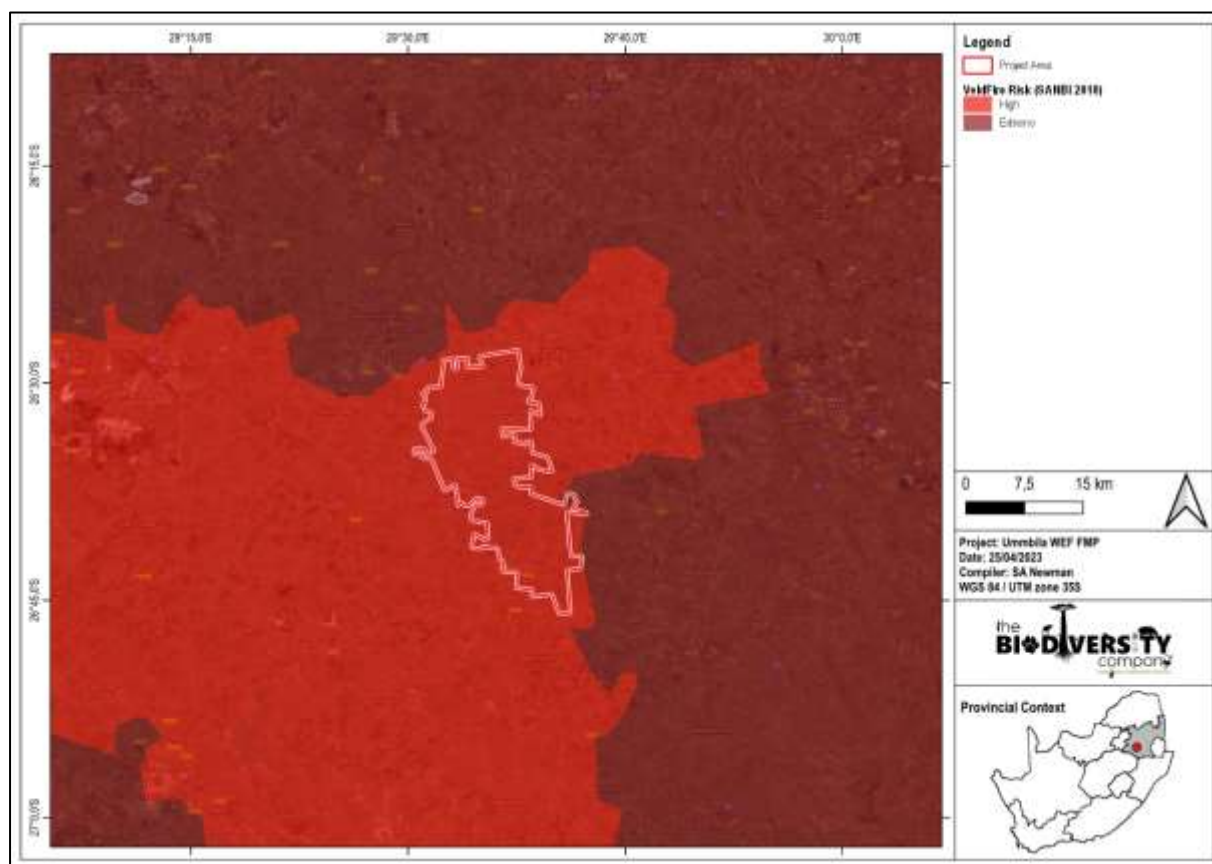 29°15,0'E 29°30,0'E 29°40,0'E 30°0,0'E
26°15,0'S
26°30,0'S
26°45,0'S
27°0,0'S
Legend
Project Area
VeldFire Risk (SANBI 2010)
High
Extreme
0 7,5 15 km
Project: Ummbila WEF FMP
Date: 25/04/2023
Compiler: SA Newman
WGS 84 / UTM zone 35S
the
BIODIVERSITY
company
Provincial Context